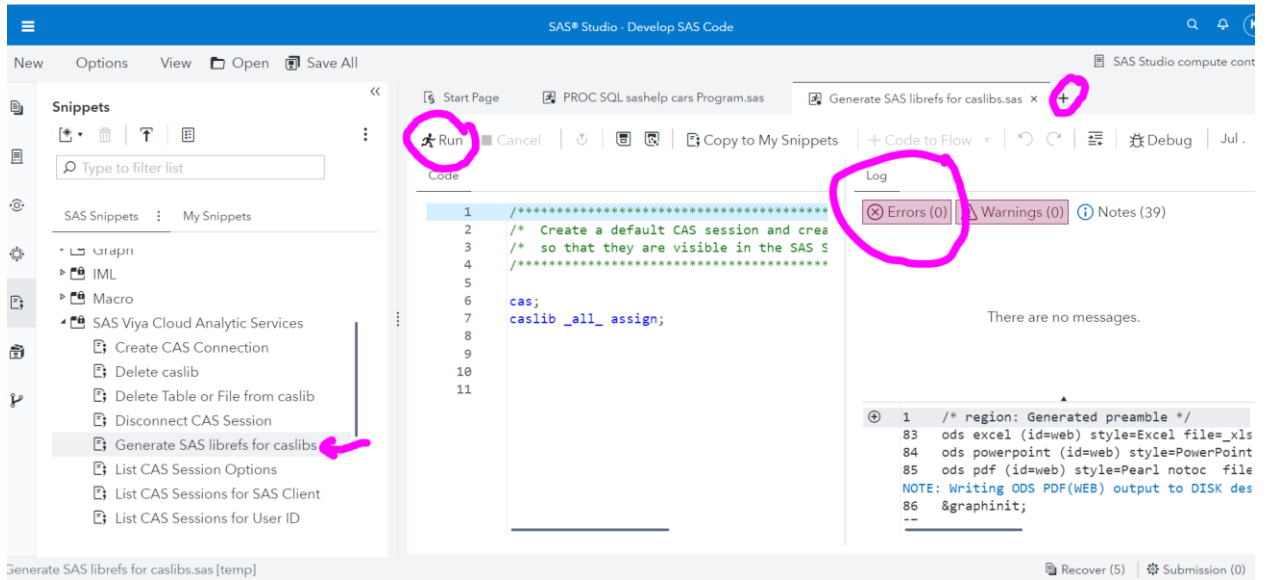 SAS® Studio - Develop SAS Code
New Options View Open Save All
SAS Studio compute cont
Snippets
Type to filter list
SAS Snippets My Snippets
Graph
IML
Macro
SAS Viya Cloud Analytic Services
Create CAS Connection
Delete caslib
Delete Table or File from caslib
Disconnect CAS Session
Generate SAS librefs for caslibs
List CAS Session Options
List CAS Sessions for SAS Client
List CAS Sessions for User ID
Start Page PROC SQL sashelp cars Program.sas Generate SAS librefs for caslibs.sas × +
Run Cancel Copy to My Snippets + Code to Flow Debug Jul .
Code
1 /*****************************************
2 /* Create a default CAS session and crea
3 /* so that they are visible in the SAS S
4 /*****************************************
5
6 cas;
7 caslib _all_ assign;
8
9
10
11
Log
Errors (0) Warnings (0) Notes (39)
There are no messages.
1 /* region: Generated preamble */
83 ods excel (id=web) style=Excel file=_xls
84 ods powerpoint (id=web) style=PowerPoint
85 ods pdf (id=web) style=Pearl notoc file
NOTE: Writing ODS PDF(WEB) output to DISK des
86 &graphinit;
Generate SAS librefs for caslibs.sas [temp]
Recover (5) Submission (0)